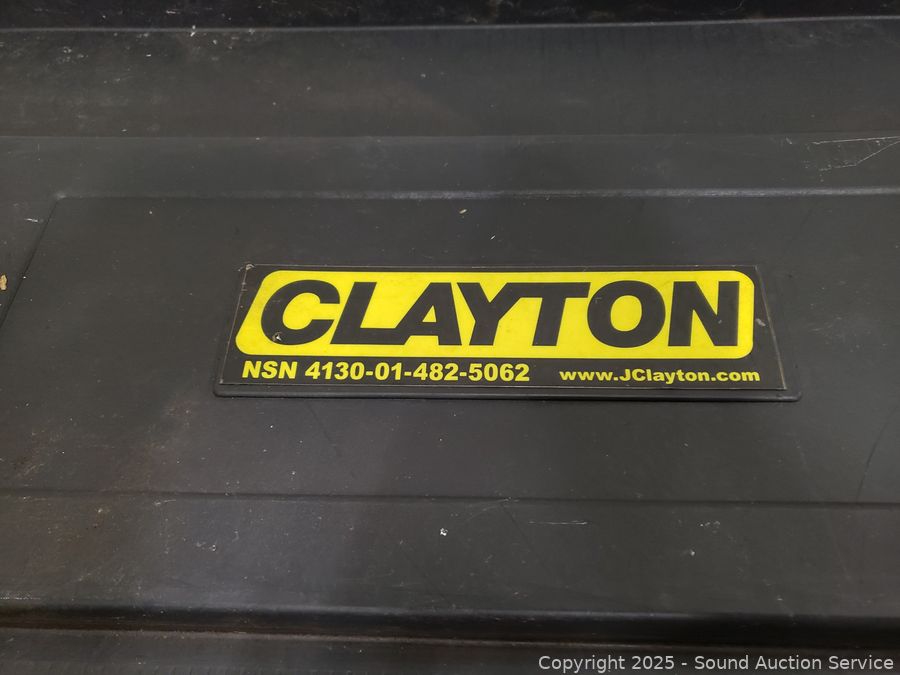 CLAYTON
NSN 4130-01-482-5062 www.JClayton.com
Copyright 2025 - Sound Auction Service